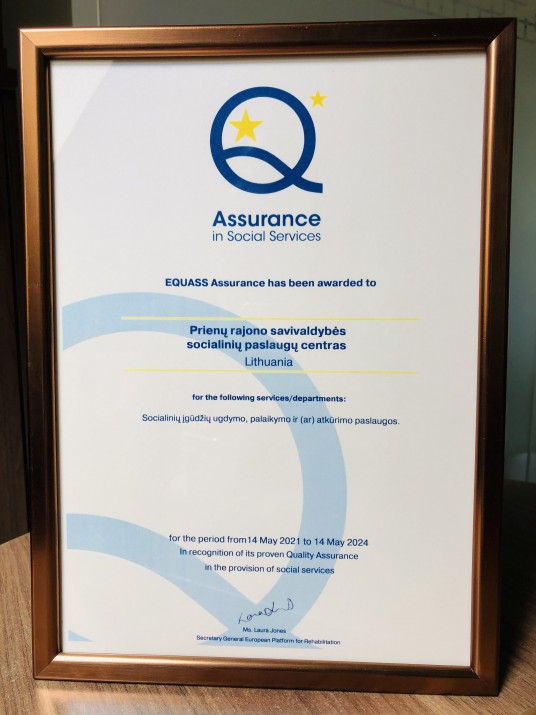 Assurance
in Social Services
EQUASS Assurance has been awarded to
Prienų rajono savivaldybės
socialinių paslaugų centras
Lithuania
for the following services/departments:
Socialinių įgūdžių ugdymo, palaikymo ir (ar) atkūrimo paslaugos.
for the period from 14 May 2021 to 14 May 2024
In recognition of its proven Quality Assurance
in the provision of social services
Ms. Laura Jones
Secretary General European Platform for Rehabilitation